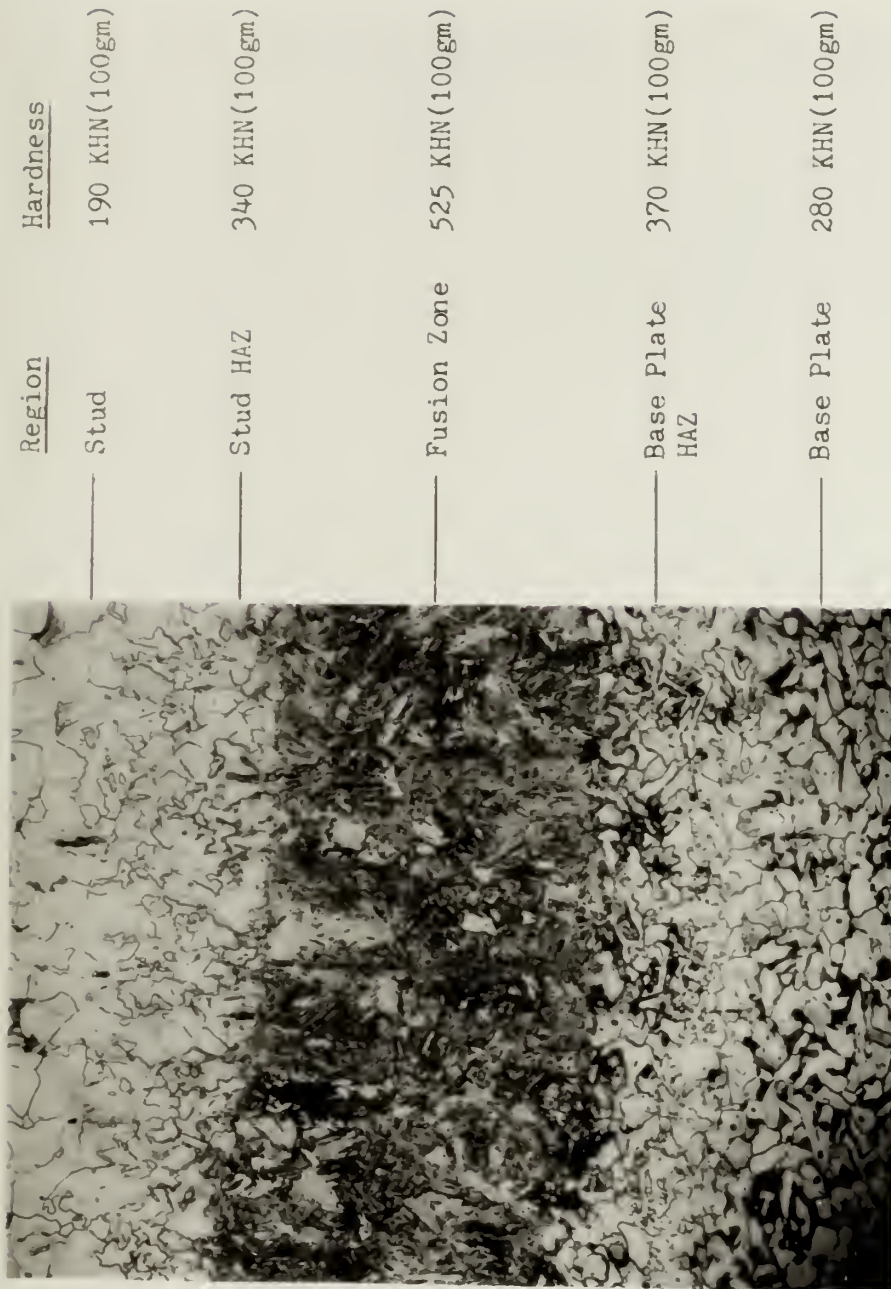 Region Hardness
Stud 190 KHN(100gm)
Stud HAZ 340 KHN(100gm)
Fusion Zone 525 KHN(100gm)
Base Plate 370 KHN(100gm)
HAZ
Base Plate 280 KHN(100gm)